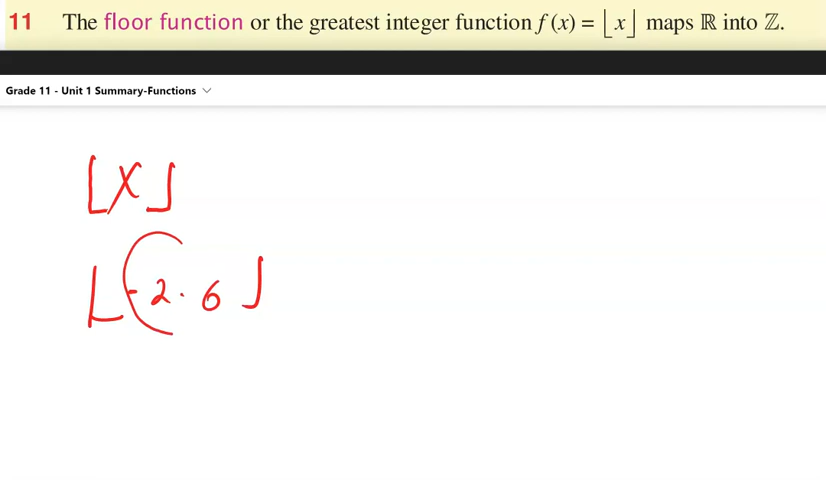 11 The floor function or the greatest integer function f(x) = ⌊x⌋ maps ℝ into ℤ.
Grade 11 - Unit 1 Summary-Functions
⌊x⌋
⌊(-2.6⌋